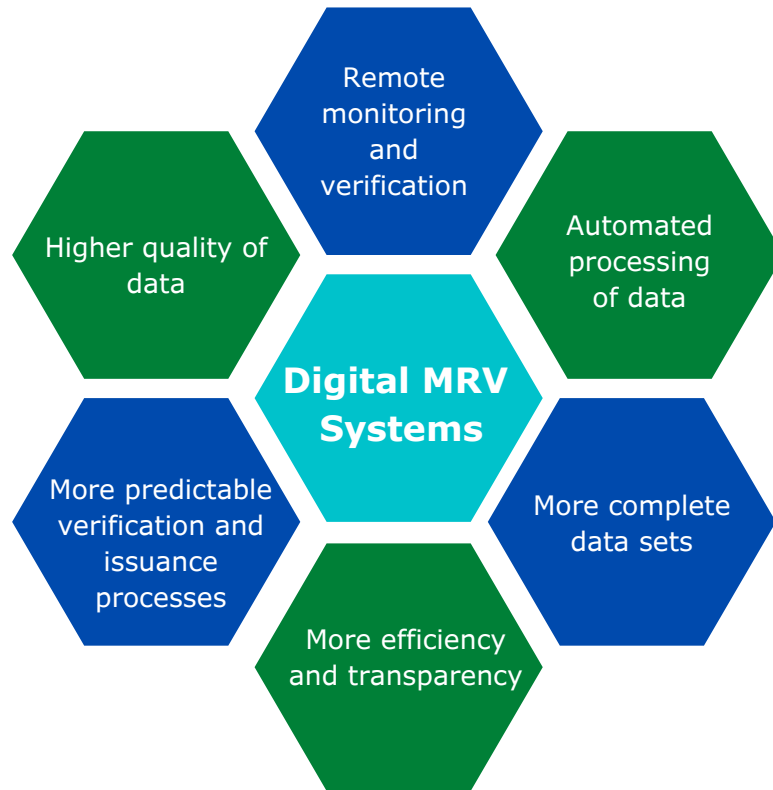 Remote
monitoring
and
verification
Higher quality of
data
Automated
processing
of data
Digital MRV
Systems
More predictable
verification and
issuance
processes
More complete
data sets
More efficiency
and transparency